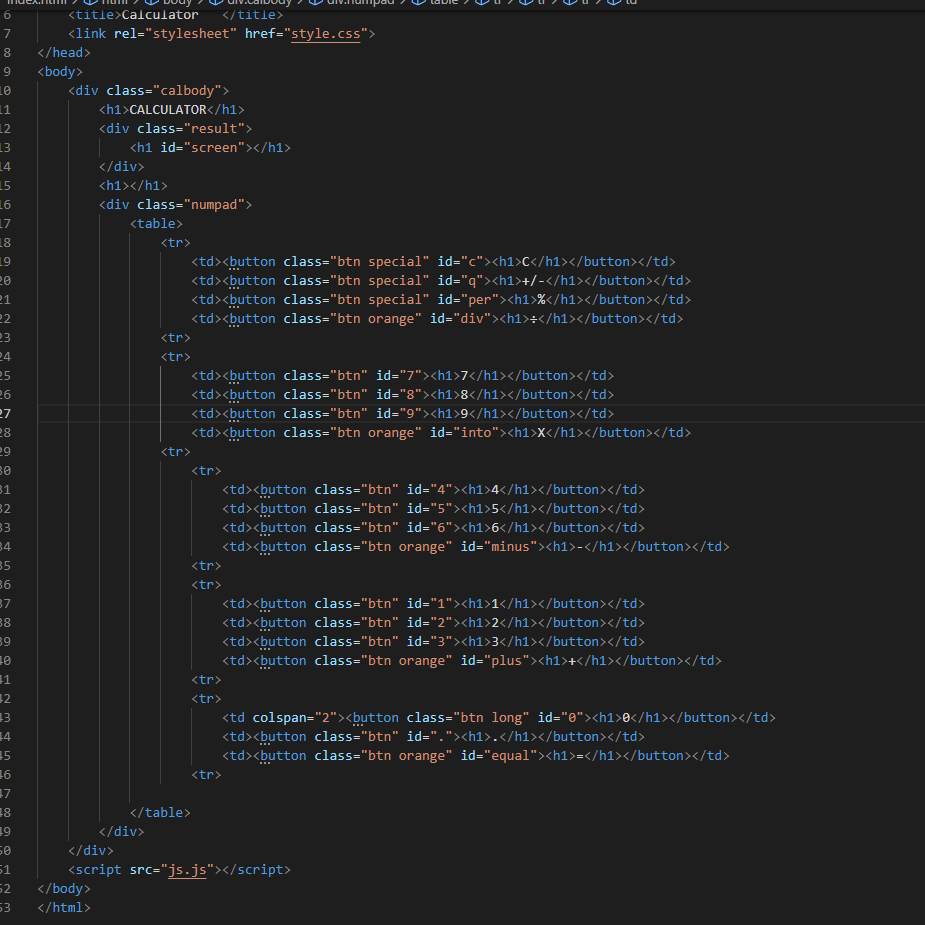 index.html > html > body > div.calbody > div.numpad > table > tr > tr > tr > td
6 <title>Calculator </title>
7 <link rel="stylesheet" href="style.css">
8 </head>
9 <body>
10 <div class="calbody">
11 <h1>CALCULATOR</h1>
12 <div class="result">
13 <h1 id="screen"></h1>
14 </div>
15 <h1></h1>
16 <div class="numpad">
17 <table>
18 <tr>
19 <td><button class="btn special" id="c"><h1>C</h1></button></td>
20 <td><button class="btn special" id="q"><h1>+/-</h1></button></td>
21 <td><button class="btn special" id="per"><h1>%</h1></button></td>
22 <td><button class="btn orange" id="div"><h1>÷</h1></button></td>
23 <tr>
24 <tr>
25 <td><button class="btn" id="7"><h1>7</h1></button></td>
26 <td><button class="btn" id="8"><h1>8</h1></button></td>
27 <td><button class="btn" id="9"><h1>9</h1></button></td>
28 <td><button class="btn orange" id="into"><h1>X</h1></button></td>
29 <tr>
30 <tr>
31 <td><button class="btn" id="4"><h1>4</h1></button></td>
32 <td><button class="btn" id="5"><h1>5</h1></button></td>
33 <td><button class="btn" id="6"><h1>6</h1></button></td>
34 <td><button class="btn orange" id="minus"><h1>-</h1></button></td>
35 <tr>
36 <tr>
37 <td><button class="btn" id="1"><h1>1</h1></button></td>
38 <td><button class="btn" id="2"><h1>2</h1></button></td>
39 <td><button class="btn" id="3"><h1>3</h1></button></td>
40 <td><button class="btn orange" id="plus"><h1>+</h1></button></td>
41 <tr>
42 <tr>
43 <td colspan="2"><button class="btn long" id="0"><h1>0</h1></button></td>
44 <td><button class="btn" id="."><h1>.</h1></button></td>
45 <td><button class="btn orange" id="equal"><h1>=</h1></button></td>
46 <tr>
47
48 </table>
49 </div>
50 </div>
51 <script src="js.js"></script>
52 </body>
53 </html>